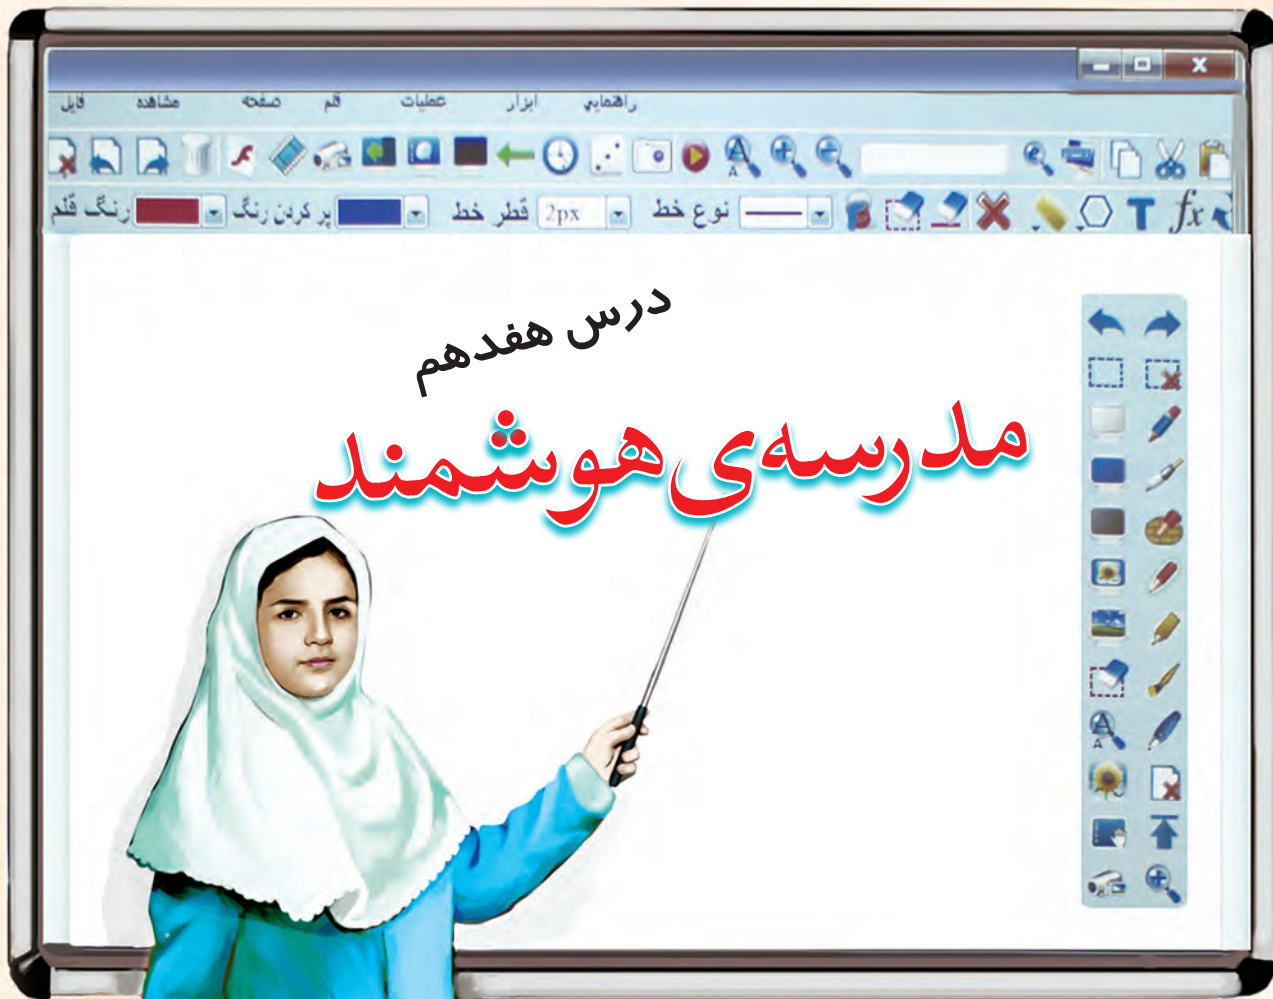 فایل مشاهده صفحه قلم عملیات ابزار راهنمایی
رنگ قلم پر کردن رنگ قطر خط 2px نوع خط T fx
درس هفدهم
مدرسه‌ی هوشمند